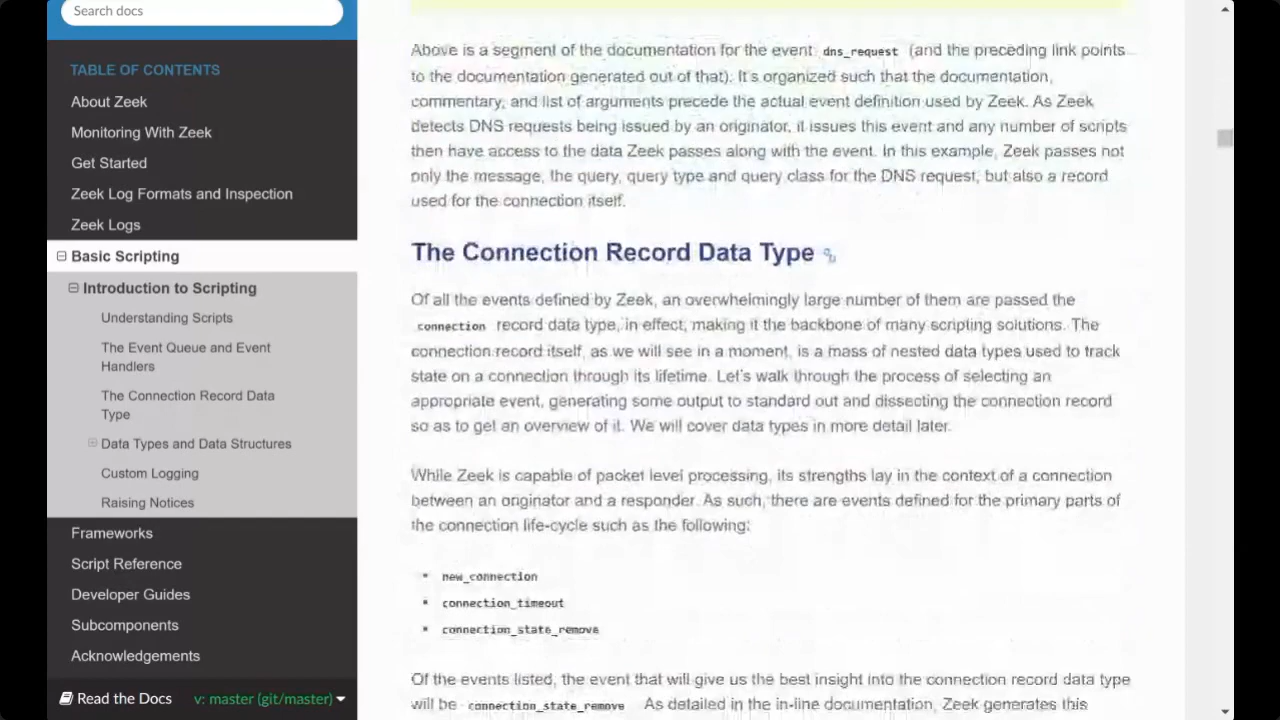 Search docs
TABLE OF CONTENTS
About Zeek
Monitoring With Zeek
Get Started
Zeek Log Formats and Inspection
Zeek Logs
Basic Scripting
Introduction to Scripting
Understanding Scripts
The Event Queue and Event
Handlers
The Connection Record Data
Type
Data Types and Data Structures
Custom Logging
Raising Notices
Frameworks
Script Reference
Developer Guides
Subcomponents
Acknowledgements
Read the Docs
v: master (git/master)
Above is a segment of the documentation for the event dns_request (and the preceding link points
to the documentation generated out of that). It's organized such that the documentation,
commentary, and list of arguments precede the actual event definition used by Zeek. As Zeek
detects DNS requests being issued by an originator, it issues this event and any number of scripts
then have access to the data Zeek passes along with the event. In this example, Zeek passes not
only the message, the query, query type and query class for the DNS request, but also a record
used for the connection itself.
The Connection Record Data Type
Of all the events defined by Zeek, an overwhelmingly large number of them are passed the
connection record data type, in effect, making it the backbone of many scripting solutions. The
connection record itself, as we will see in a moment, is a mass of nested data types used to track
state on a connection through its lifetime. Let's walk through the process of selecting an
appropriate event, generating some output to standard out and dissecting the connection record
so as to get an overview of it. We will cover data types in more detail later.
While Zeek is capable of packet level processing, its strengths lay in the context of a connection
between an originator and a responder. As such, there are events defined for the primary parts of
the connection life-cycle such as the following:
• new_connection
• connection_timeout
• connection_state_remove
Of the events listed, the event that will give us the best insight into the connection record data type
will be connection_state_remove As detailed in the in-line documentation, Zeek generates this